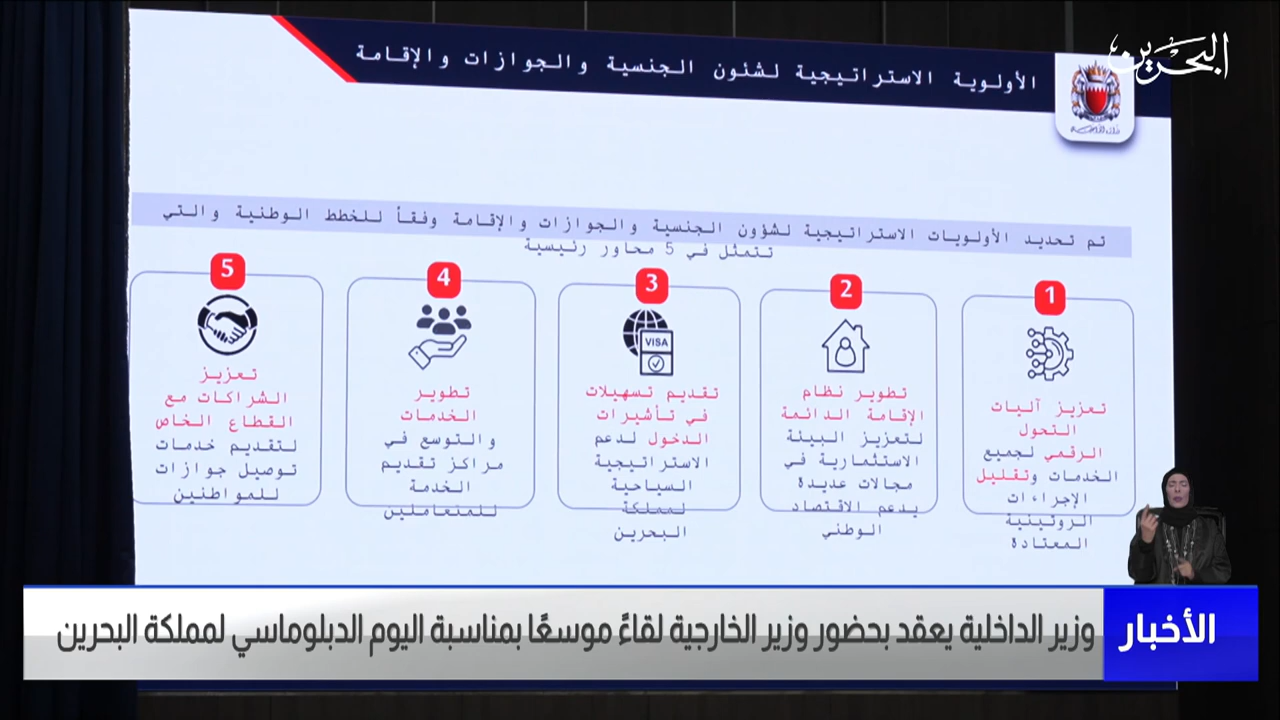 البحرين
الأولوية الاستراتيجية لشئون الجنسية والجوازات والإقامة
تم تحديد الأولويات الاستراتيجية لشؤون الجنسية والجوازات والإقامة وفقاً للخطط الوطنية والتي
تتمثل في 5 محاور رئيسية
1
تعزيز آليات
التحول
الرقمي لجميع
الخدمات وتقليل
الإجراءات
الروتينية
المعتادة
2
تطوير نظام
الإقامة الدائمة
لتعزيز البيئة
الاستثمارية في
مجالات عديدة
يدعم الاقتصاد
الوطني
3
VISA
تقديم تسهيلات
في تأشيرات
الدخول لدعم
الاستراتيجية
السياحية
لمملكة
البحرين
4
تطوير
الخدمات
والتوسع في
مراكز تقديم
الخدمة
للمتعاملين
5
تعزيز
الشراكات مع
القطاع الخاص
لتقديم خدمات
توصيل جوازات
للمواطنين
الأخبار
وزير الداخلية يعقد بحضور وزير الخارجية لقاءً موسعًا بمناسبة اليوم الدبلوماسي لمملكة البحرين